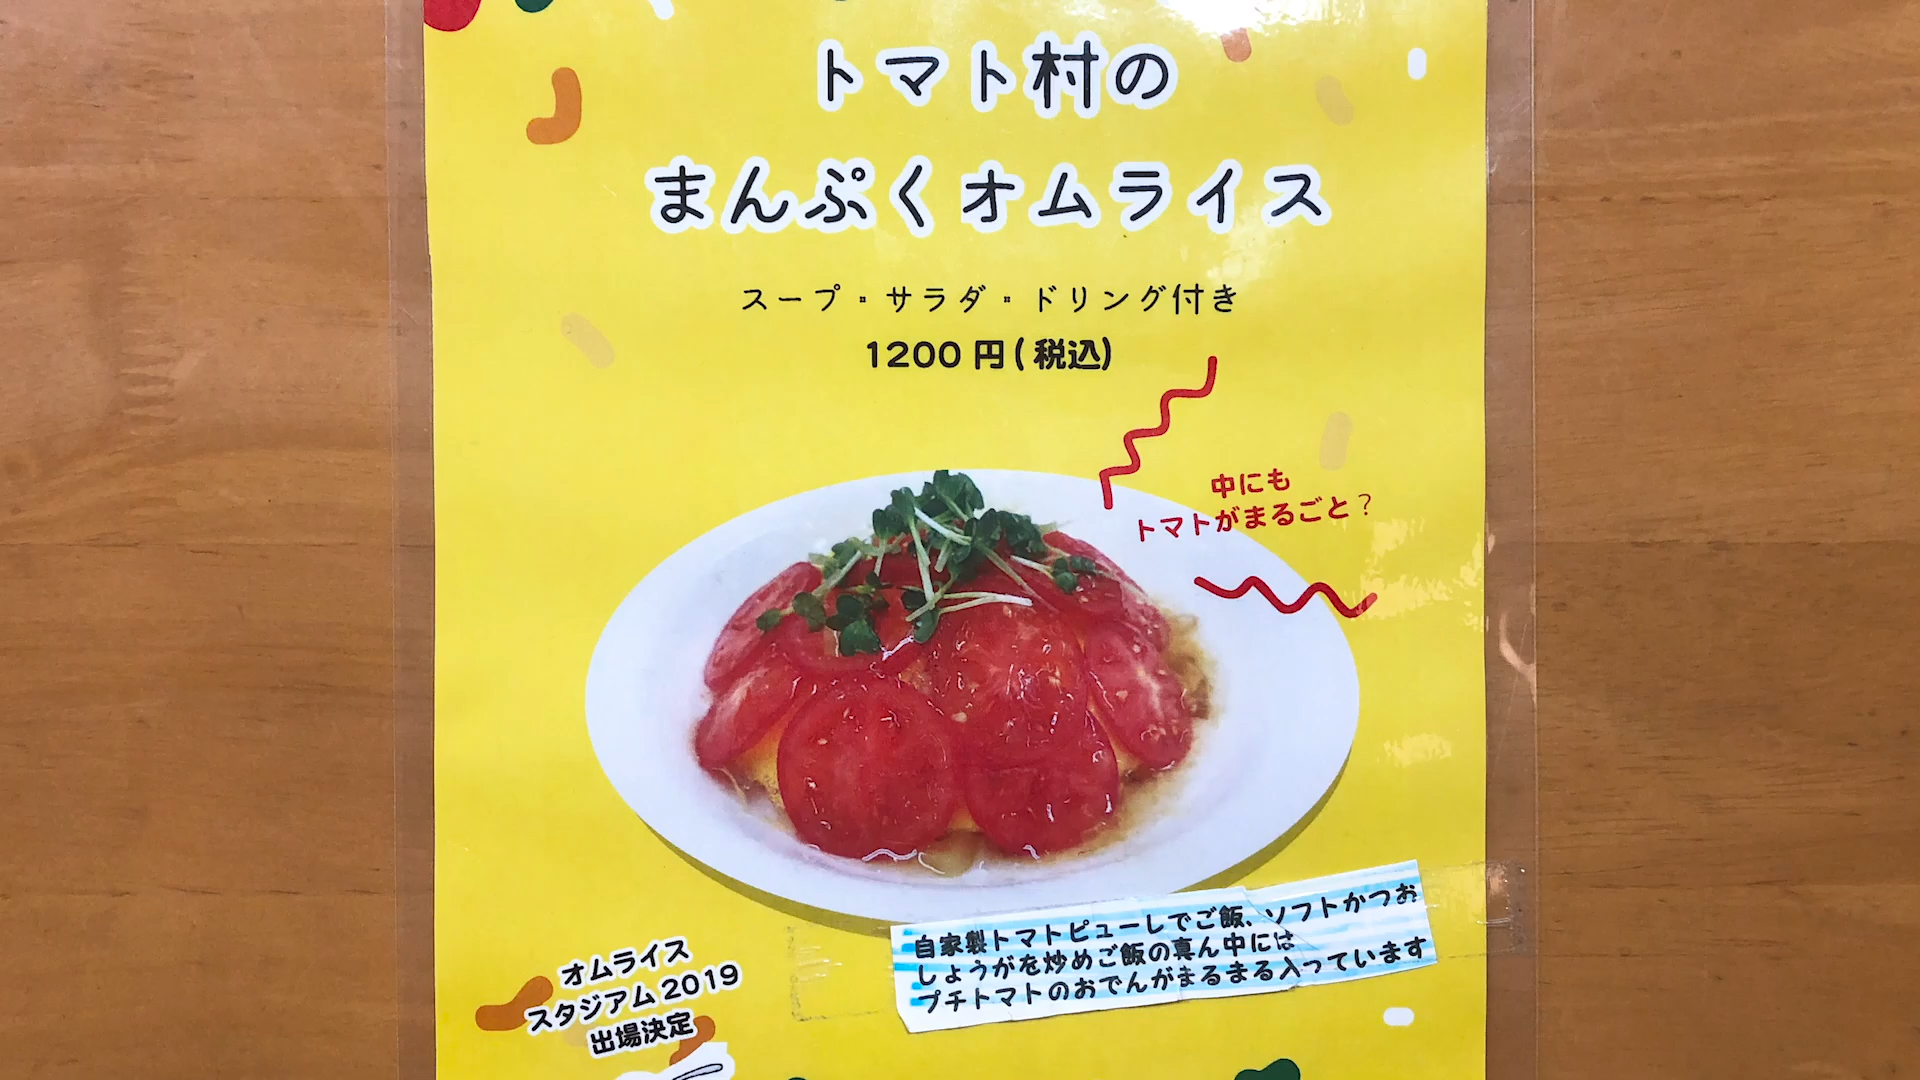 トマト村の
まんぷくオムライス
スープ・サラダ・ドリング付き
1200円(税込)
中にも
トマトがまるごと?
自家製トマトピューレでご飯、ソフトかつお
しょうがを炒めご飯の真ん中には
プチトマトのおでんがまるまる入っています
オムライス
スタジアム2019
出場決定